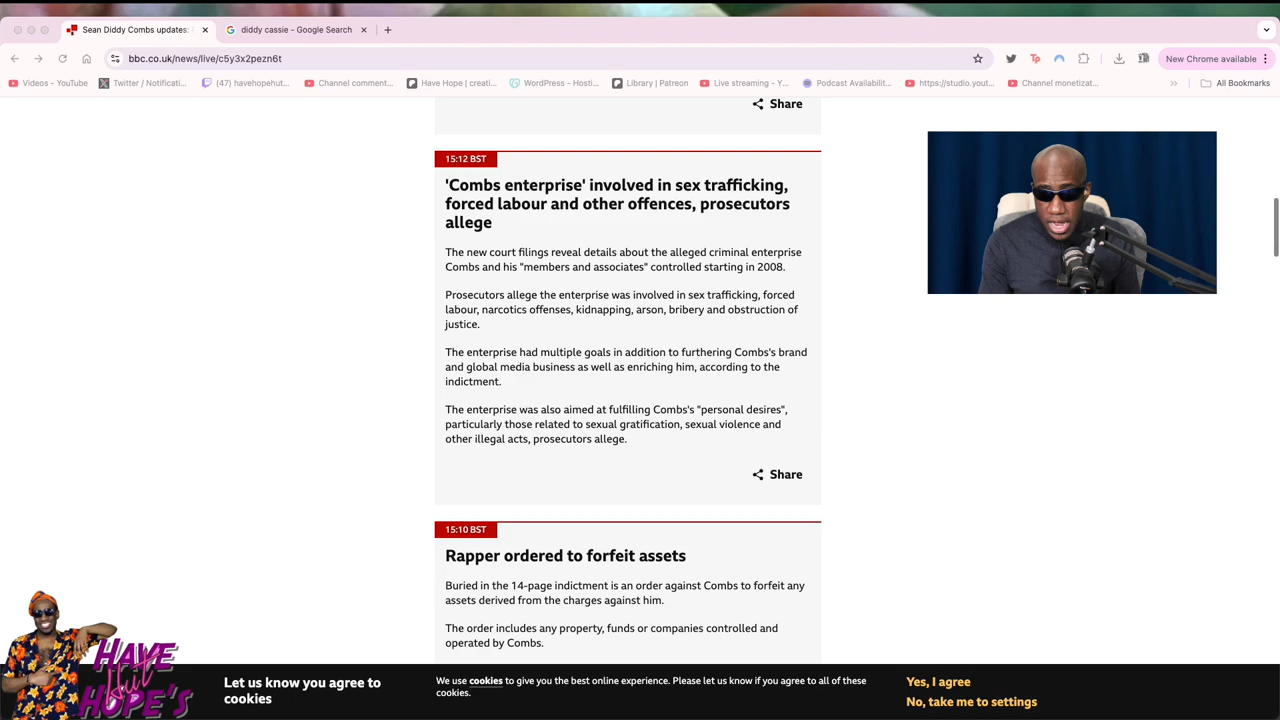 Sean Diddy Combs updates:
diddy cassie - Google Search
bbc.co.uk/news/live/c5y3x2pezn6t
New Chrome available
Videos - YouTube
Twitter / Notificati...
(47) havehopehut...
Channel comment...
Have Hope | creati...
WordPress - Hosti...
Library | Patreon
Live streaming - Y...
Podcast Availabilit...
https://studio.yout...
Channel monetizat...
All Bookmarks
Share
15:12 BST
'Combs enterprise' involved in sex trafficking,
forced labour and other offences, prosecutors
allege
The new court filings reveal details about the alleged criminal enterprise
Combs and his "members and associates" controlled starting in 2008.
Prosecutors allege the enterprise was involved in sex trafficking, forced
labour, narcotics offenses, kidnapping, arson, bribery and obstruction of
justice.
The enterprise had multiple goals in addition to furthering Combs's brand
and global media business as well as enriching him, according to the
indictment.
The enterprise was also aimed at fulfilling Combs's "personal desires",
particularly those related to sexual gratification, sexual violence and
other illegal acts, prosecutors allege.
Share
15:10 BST
Rapper ordered to forfeit assets
Buried in the 14-page indictment is an order against Combs to forfeit any
assets derived from the charges against him.
The order includes any property, funds or companies controlled and
operated by Combs.
HAVE
hut
HOPE'S
Let us know you agree to
cookies
We use cookies to give you the best online experience. Please let us know if you agree to all of these
cookies.
Yes, I agree
No, take me to settings